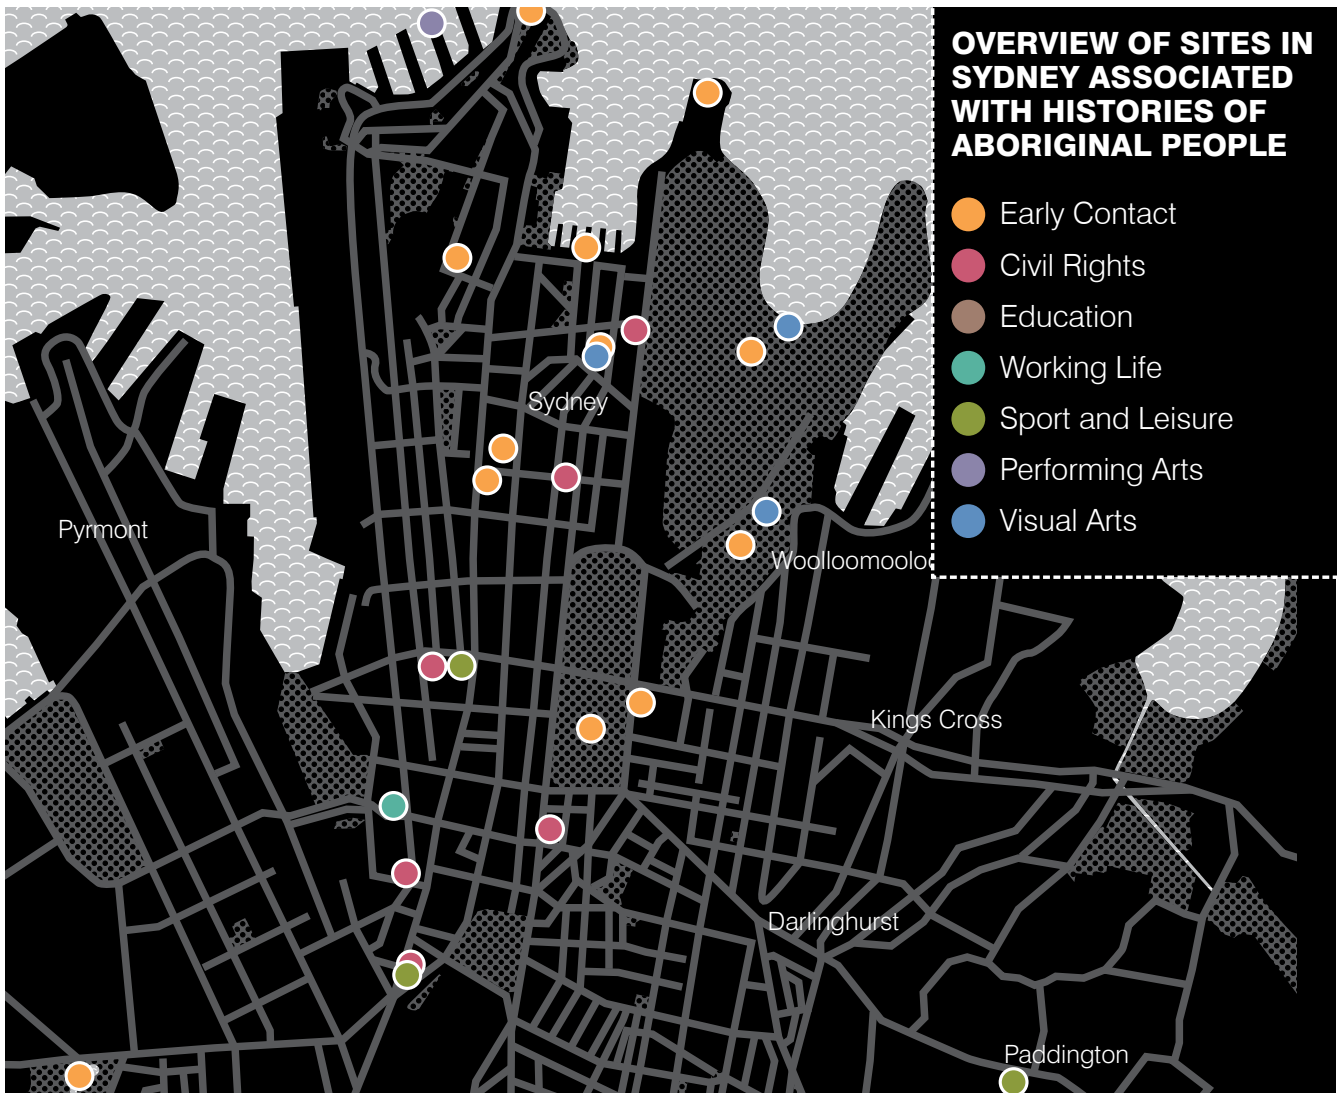 OVERVIEW OF SITES IN
SYDNEY ASSOCIATED
WITH HISTORIES OF
ABORIGINAL PEOPLE
Early Contact
Civil Rights
Education
Working Life
Sport and Leisure
Performing Arts
Visual Arts
Sydney
Pyrmont
Woolloomooloo
Kings Cross
Darlinghurst
Paddington